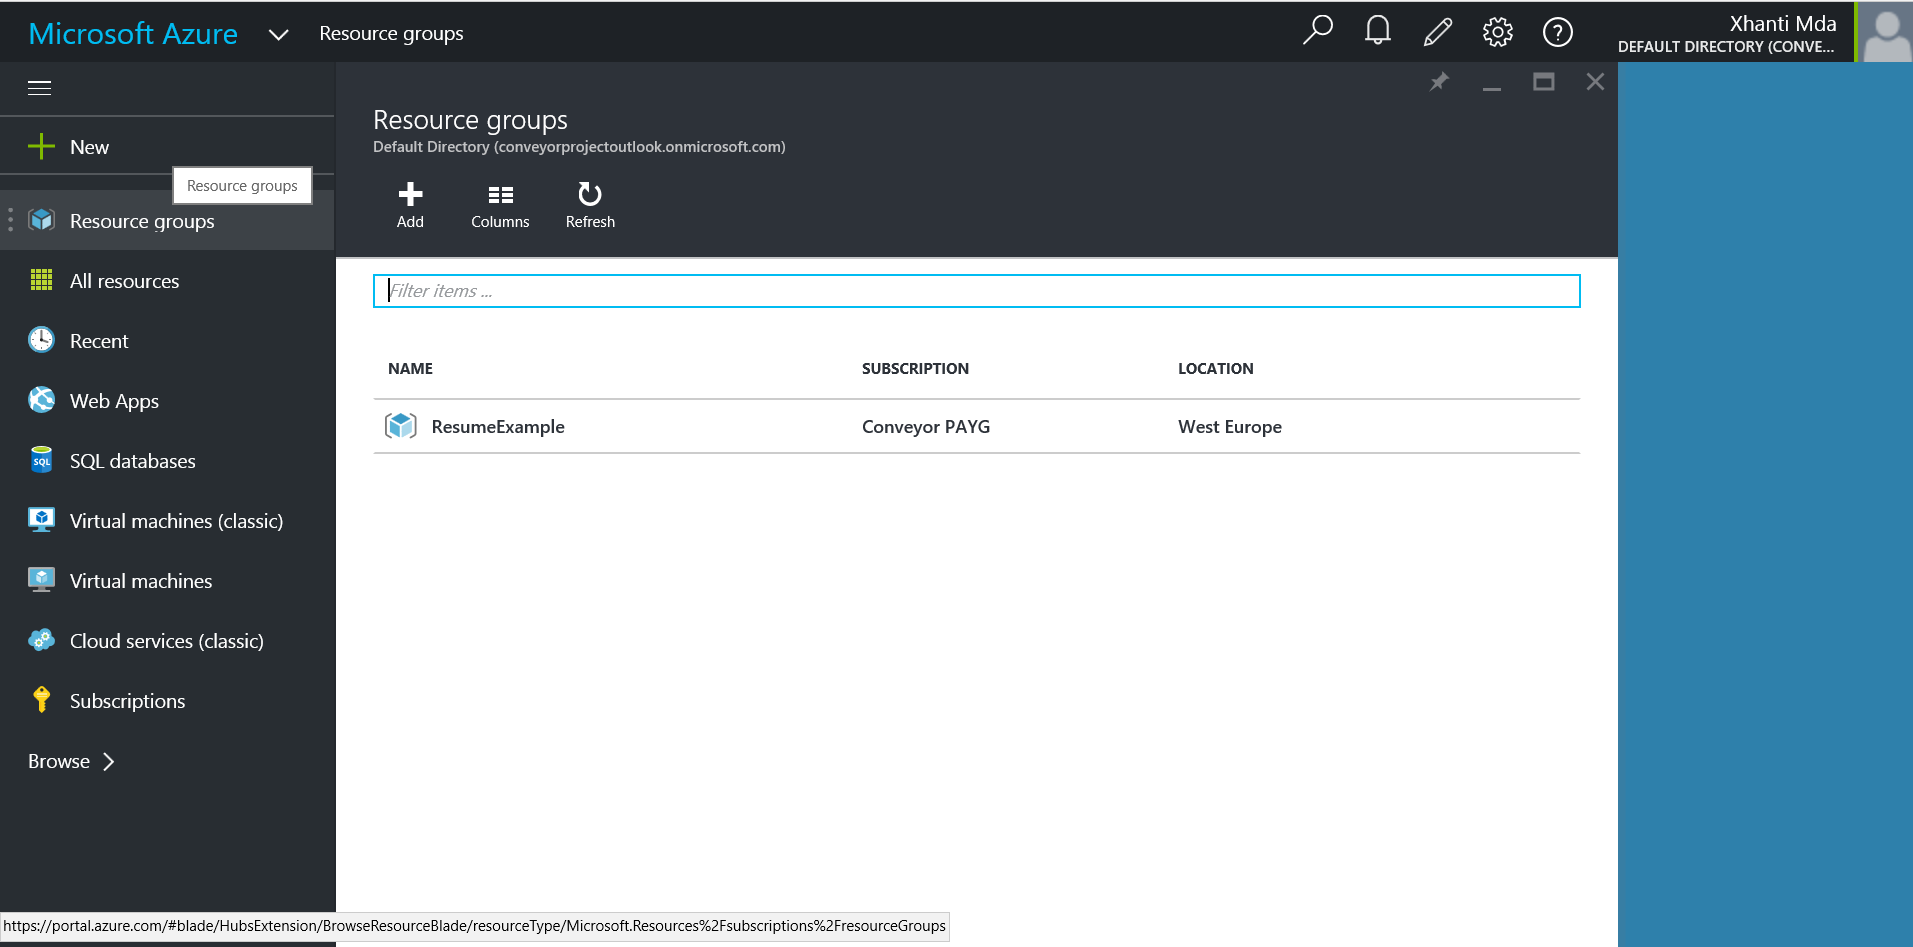 Microsoft Azure
Resource groups
Xhanti Mda
DEFAULT DIRECTORY (CONVE...
New
Resource groups
Resource groups
All resources
Recent
Web Apps
SQL
SQL databases
Virtual machines (classic)
Virtual machines
Cloud services (classic)
Subscriptions
Browse
Resource groups
Default Directory (conveyorprojectoutlook.onmicrosoft.com)
Add
Columns
Refresh
Filter items ...
NAME SUBSCRIPTION LOCATION
ResumeExample Conveyor PAYG West Europe
https://portal.azure.com/#blade/HubsExtension/BrowseResourceBlade/resourceType/Microsoft.Resources%2Fsubscriptions%2FresourceGroups